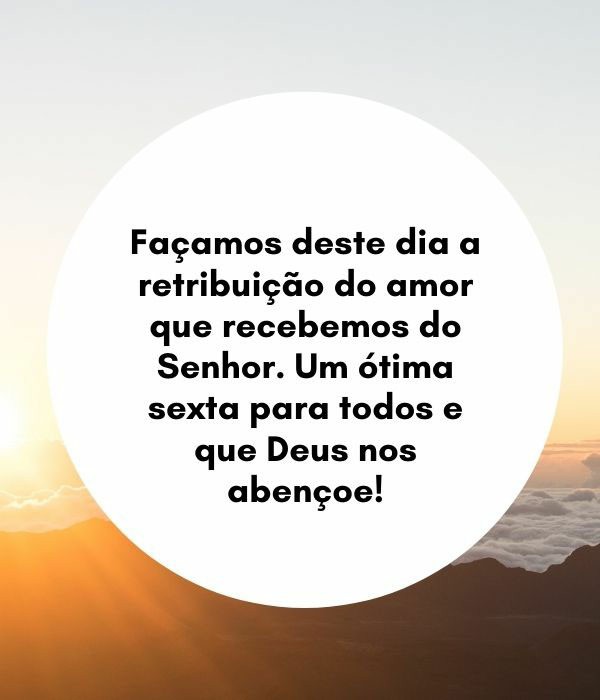 Façamos deste dia a
retribuição do amor
que recebemos do
Senhor. Um ótima
sexta para todos e
que Deus nos
abençoe!